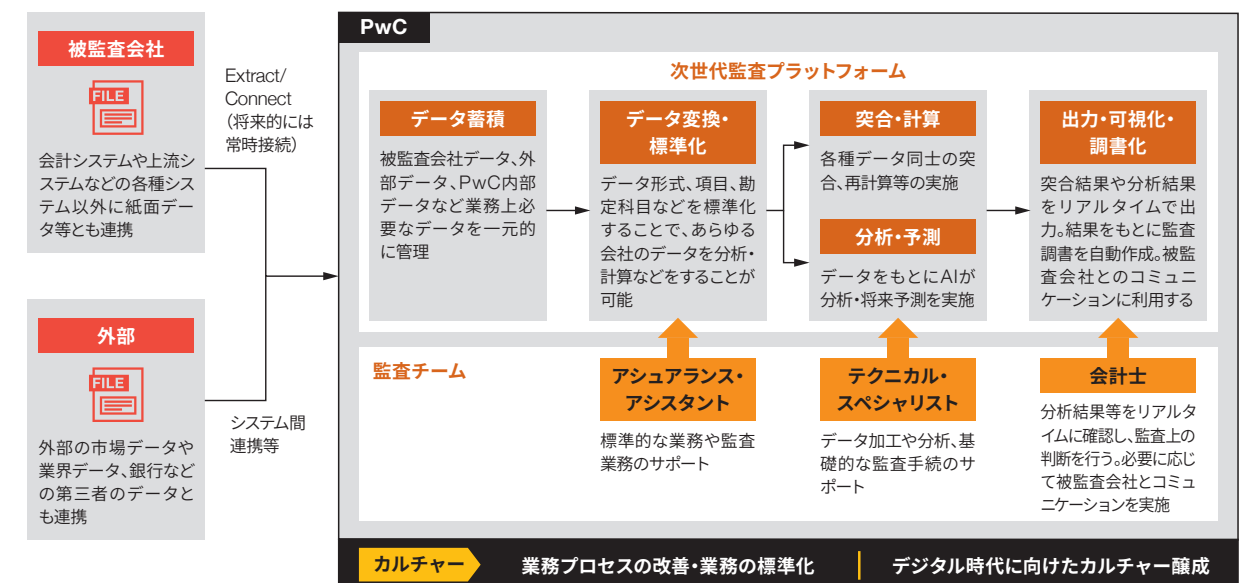 被監査会社
FILE
会計システムや上流シ
ステムなどの各種シス
テム以外に紙面デー
タ等とも連携
外部
FILE
外部の市場データや
業界データ、銀行など
の第三者のデータと
も連携
Extract/
Connect
（将来的には
常時接続）
システム間
連携等
PwC
次世代監査プラットフォーム
データ蓄積
被監査会社データ、外
部データ、PwC内部
データなど業務上必
要なデータを一元的
に管理
データ変換・
標準化
データ形式、項目、勘
定科目などを標準化
することで、あらゆる
会社のデータを分析・
計算などをすることが
可能
突合・計算
各種データ同士の突
合、再計算等の実施
分析・予測
データをもとにAIが
分析・将来予測を実施
出力・可視化・
調書化
突合結果や分析結果
をリアルタイムで出
力。結果をもとに監査
調書を自動作成。被監
査会社とのコミュニ
ケーションに利用する
監査チーム
アシュアランス・
アシスタント
標準的な業務や監査
業務のサポート
テクニカル・
スペシャリスト
データ加工や分析、基
礎的な監査手続のサ
ポート
会計士
分析結果等をリアルタ
イムに確認し、監査上の
判断を行う。必要に応じ
て被監査会社とコミュ
ニケーションを実施
カルチャー
業務プロセスの改善・業務の標準化
デジタル時代に向けたカルチャー醸成